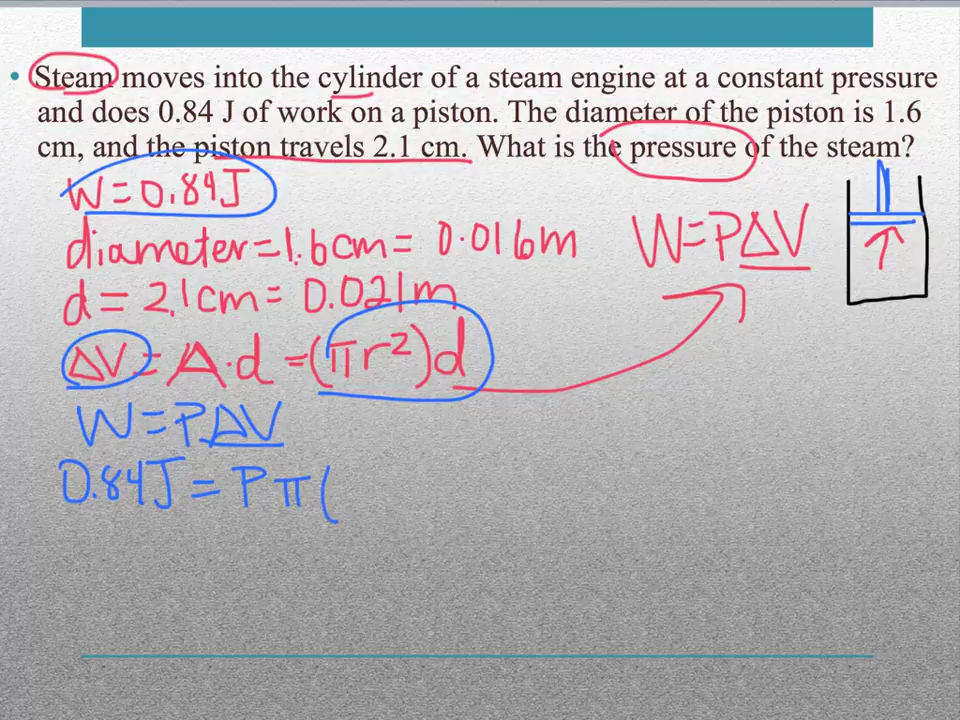 • Steam moves into the cylinder of a steam engine at a constant pressure
and does 0.84 J of work on a piston. The diameter of the piston is 1.6
cm, and the piston travels 2.1 cm. What is the pressure of the steam?
W = 0.84J
diameter = 1.6cm = 0.016m
W = PΔV
d = 2.1cm = 0.021m
ΔV = A·d = (πr²)d
W = PΔV
0.84J = Pπ(